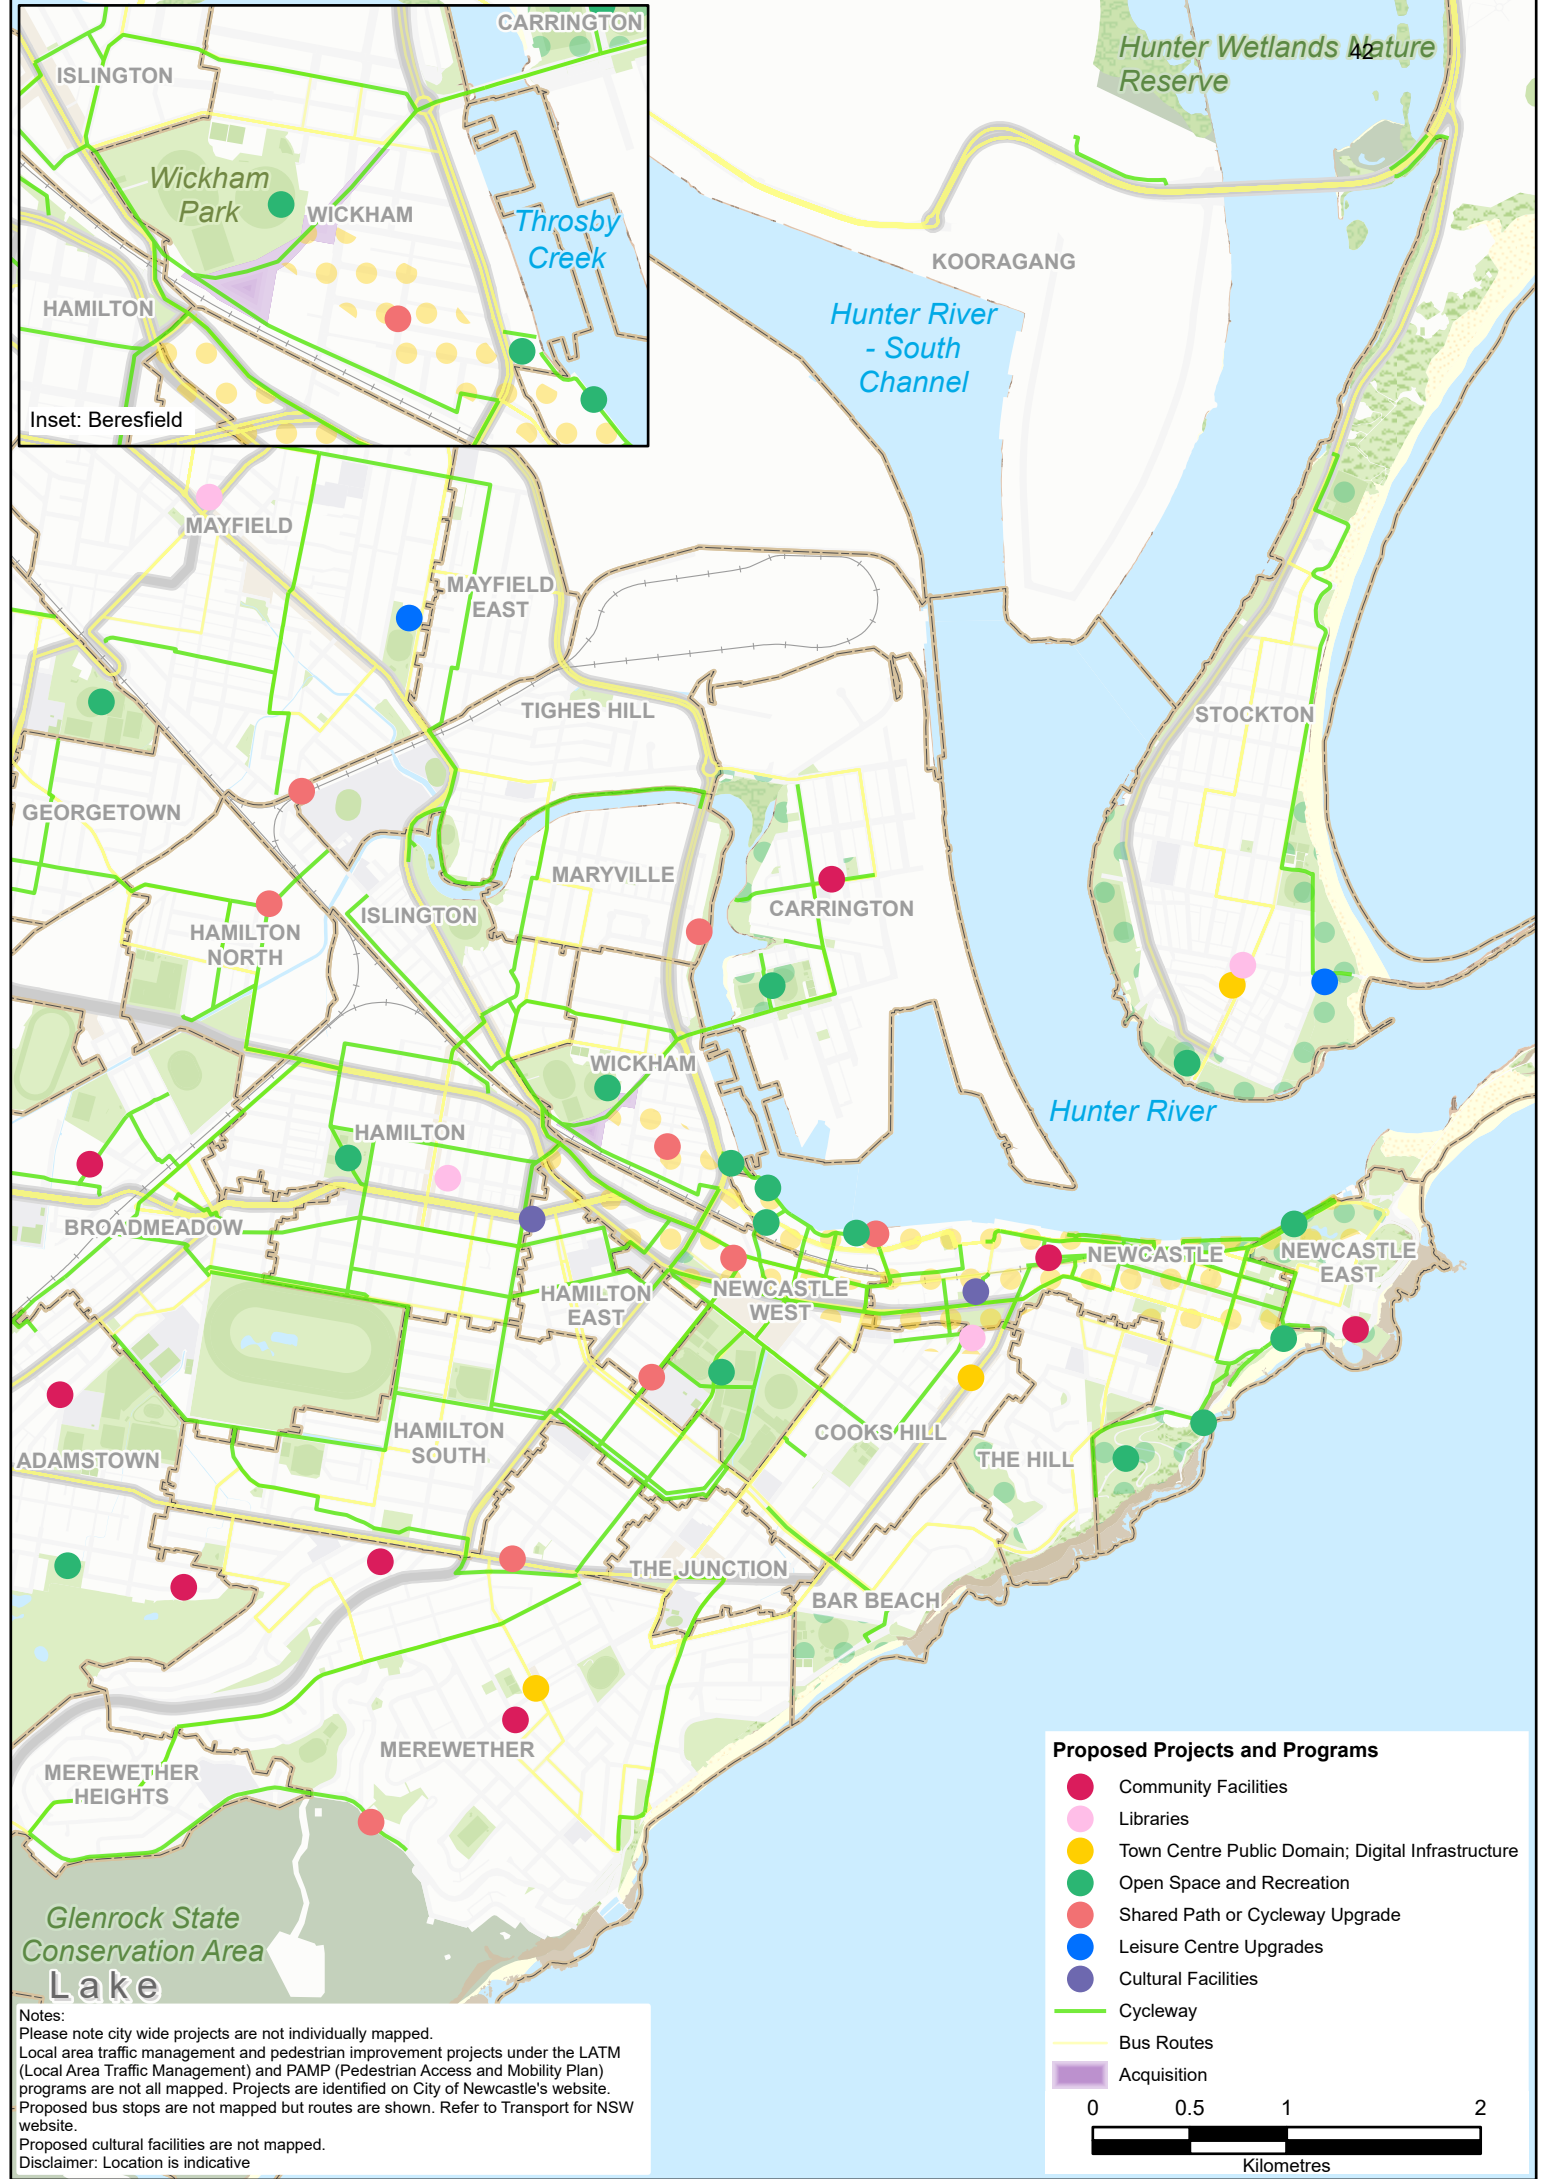 CARRINGTON
ISLINGTON
Wickham
Park
WICKHAM
Throsby
Creek
HAMILTON
Inset: Beresfield
Hunter Wetlands Nature
Reserve
42
KOORAGANG
Hunter River
- South
Channel
MAYFIELD
MAYFIELD
EAST
TIGHES HILL
STOCKTON
GEORGETOWN
MARYVILLE
CARRINGTON
ISLINGTON
HAMILTON
NORTH
WICKHAM
Hunter River
HAMILTON
BROADMEADOW
NEWCASTLE
NEWCASTLE
EAST
HAMILTON
EAST
NEWCASTLE
WEST
HAMILTON
SOUTH
COOKS HILL
THE HILL
ADAMSTOWN
THE JUNCTION
BAR BEACH
MEREWETHER
MEREWETHER
HEIGHTS
Glenrock State
Conservation Area
Lake
Notes:
Please note city wide projects are not individually mapped.
Local area traffic management and pedestrian improvement projects under the LATM
(Local Area Traffic Management) and PAMP (Pedestrian Access and Mobility Plan)
programs are not all mapped. Projects are identified on City of Newcastle's website.
Proposed bus stops are not mapped but routes are shown. Refer to Transport for NSW
website.
Proposed cultural facilities are not mapped.
Disclaimer: Location is indicative
Proposed Projects and Programs
Community Facilities
Libraries
Town Centre Public Domain; Digital Infrastructure
Open Space and Recreation
Shared Path or Cycleway Upgrade
Leisure Centre Upgrades
Cultural Facilities
Cycleway
Bus Routes
Acquisition
0 0.5 1 2
Kilometres